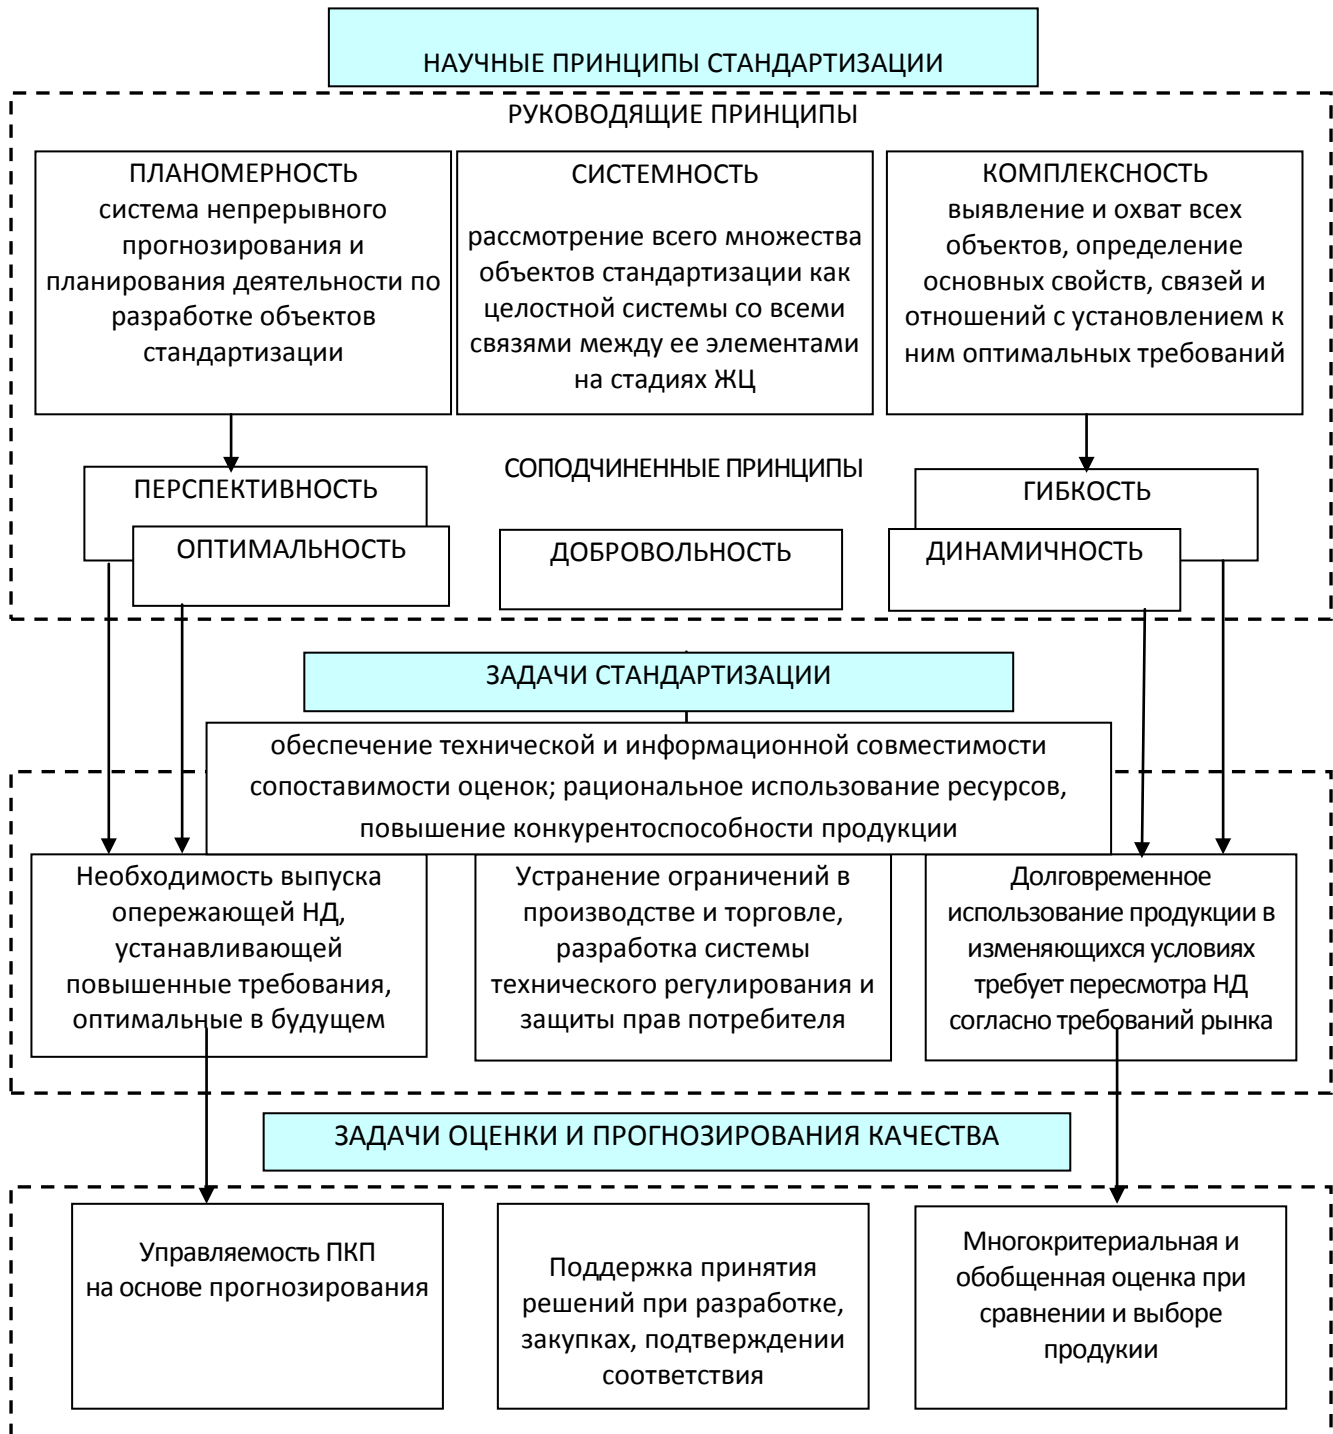 НАУЧНЫЕ ПРИНЦИПЫ СТАНДАРТИЗАЦИИ
РУКОВОДЯЩИЕ ПРИНЦИПЫ
ПЛАНОМЕРНОСТЬ
система непрерывного
прогнозирования и
планирования деятельности по
разработке объектов
стандартизации
СИСТЕМНОСТЬ
рассмотрение всего множества
объектов стандартизации как
целостной системы со всеми
связями между ее элементами
на стадиях ЖЦ
КОМПЛЕКСНОСТЬ
выявление и охват всех
объектов, определение
основных свойств, связей и
отношений с установлением к
ним оптимальных требований
СОПОДЧИНЕННЫЕ ПРИНЦИПЫ
ПЕРСПЕКТИВНОСТЬ
ОПТИМАЛЬНОСТЬ
ДОБРОВОЛЬНОСТЬ
ГИБКОСТЬ
ДИНАМИЧНОСТЬ
ЗАДАЧИ СТАНДАРТИЗАЦИИ
обеспечение технической и информационной совместимости
сопоставимости оценок; рациональное использование ресурсов,
повышение конкурентоспособности продукции
Необходимость выпуска
опережающей НД,
устанавливающей
повышенные требования,
оптимальные в будущем
Устранение ограничений в
производстве и торговле,
разработка системы
технического регулирования и
защиты прав потребителя
Долговременное
использование продукции в
изменяющихся условиях
требует пересмотра НД
согласно требований рынка
ЗАДАЧИ ОЦЕНКИ И ПРОГНОЗИРОВАНИЯ КАЧЕСТВА
Управляемость ПКП
на основе прогнозирования
Поддержка принятия
решений при разработке,
закупках, подтверждении
соответствия
Многокритериальная и
обобщенная оценка при
сравнении и выборе
продукии